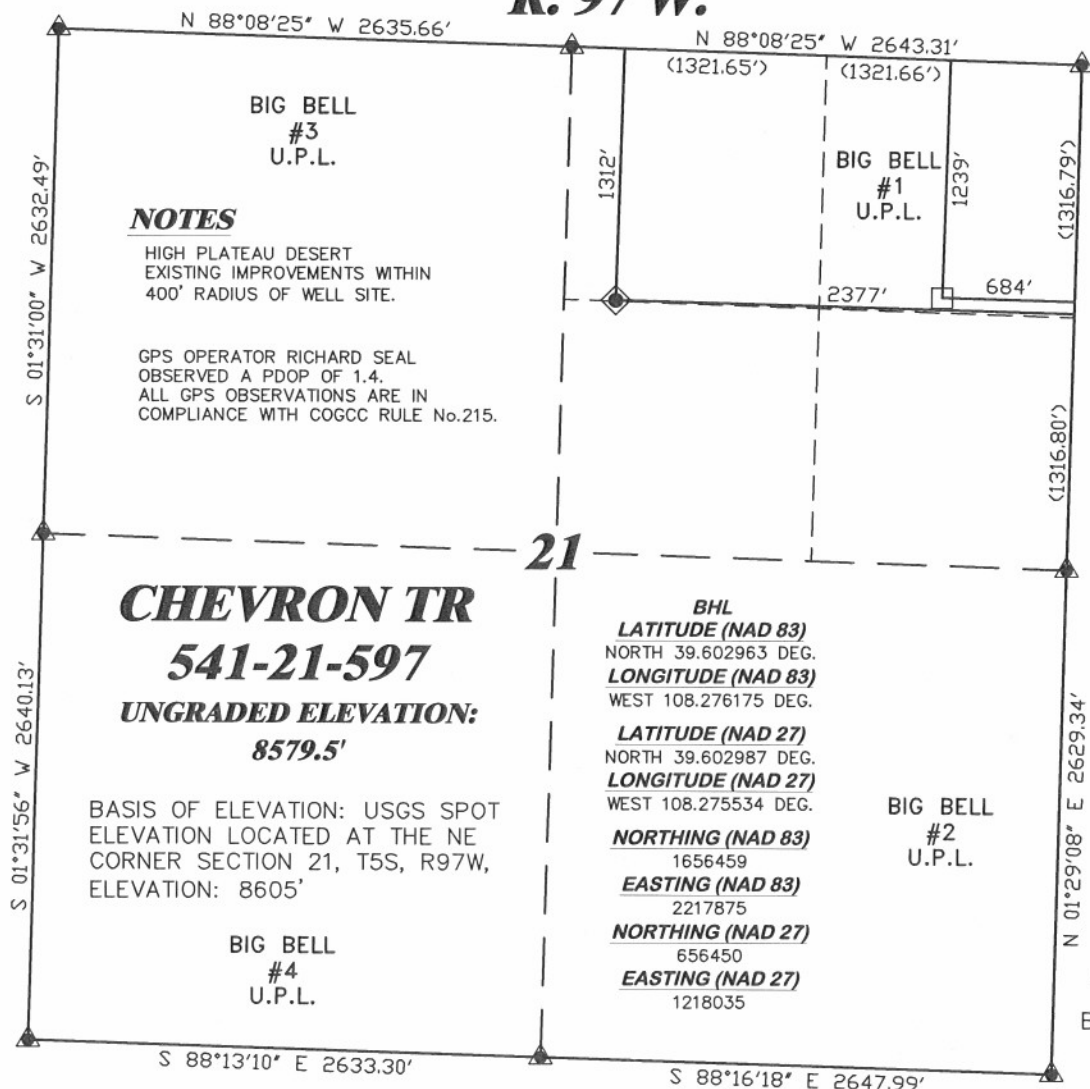 R. 97 W.
N 88°08'25" W 2635.66'
N 88°08'25" W 2643.31'
(1321.65')
(1321.66')
BIG BELL
#3
U.P.L.
1312'
BIG BELL
#1
U.P.L.
1239'
(1316.79')
S 01°31'00" W 2632.49'
NOTES
HIGH PLATEAU DESERT
EXISTING IMPROVEMENTS WITHIN
400' RADIUS OF WELL SITE.
2377'
684'
GPS OPERATOR RICHARD SEAL
OBSERVED A PDOP OF 1.4.
ALL GPS OBSERVATIONS ARE IN
COMPLIANCE WITH COGCC RULE No.215.
(1316.80')
21
CHEVRON TR
541-21-597
UNGRADED ELEVATION:
8579.5'
S 01°31'56" W 2640.13'
BASIS OF ELEVATION: USGS SPOT
ELEVATION LOCATED AT THE NE
CORNER SECTION 21, T5S, R97W,
ELEVATION: 8605'
BIG BELL
#4
U.P.L.
BHL
LATITUDE (NAD 83)
NORTH 39.602963 DEG.
LONGITUDE (NAD 83)
WEST 108.276175 DEG.
LATITUDE (NAD 27)
NORTH 39.602987 DEG.
LONGITUDE (NAD 27)
WEST 108.275534 DEG.
NORTHING (NAD 83)
1656459
EASTING (NAD 83)
2217875
NORTHING (NAD 27)
656450
EASTING (NAD 27)
1218035
BIG BELL
#2
U.P.L.
N 01°29'08" E 2629.34'
S 88°13'10" E 2633.30'
S 88°16'18" E 2647.99'